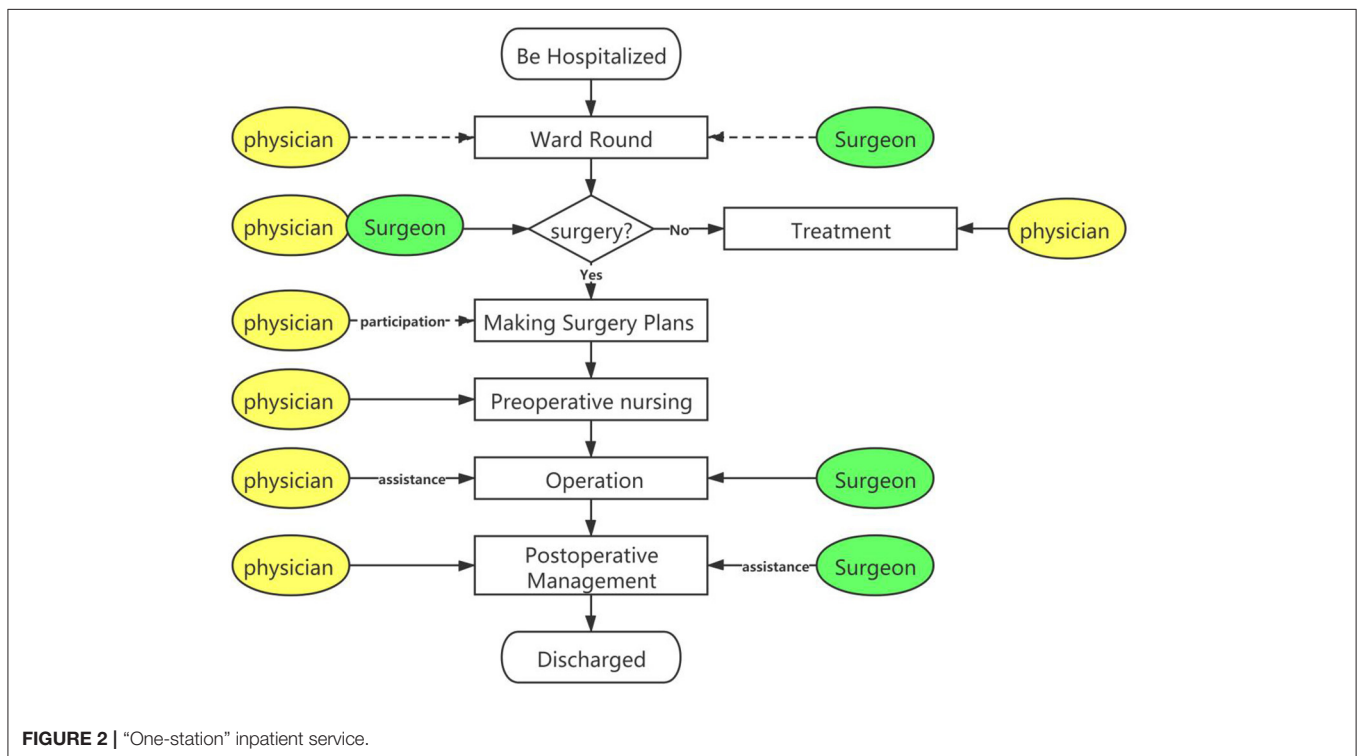 Be Hospitalized
physician
Ward Round
Surgeon
physician
Surgeon
surgery?
No
Treatment
physician
Yes
physician
participation
Making Surgery Plans
physician
Preoperative nursing
physician
assistance
Operation
Surgeon
physician
Postoperative
Management
assistance
Surgeon
Discharged
FIGURE 2 | “One-station” inpatient service.